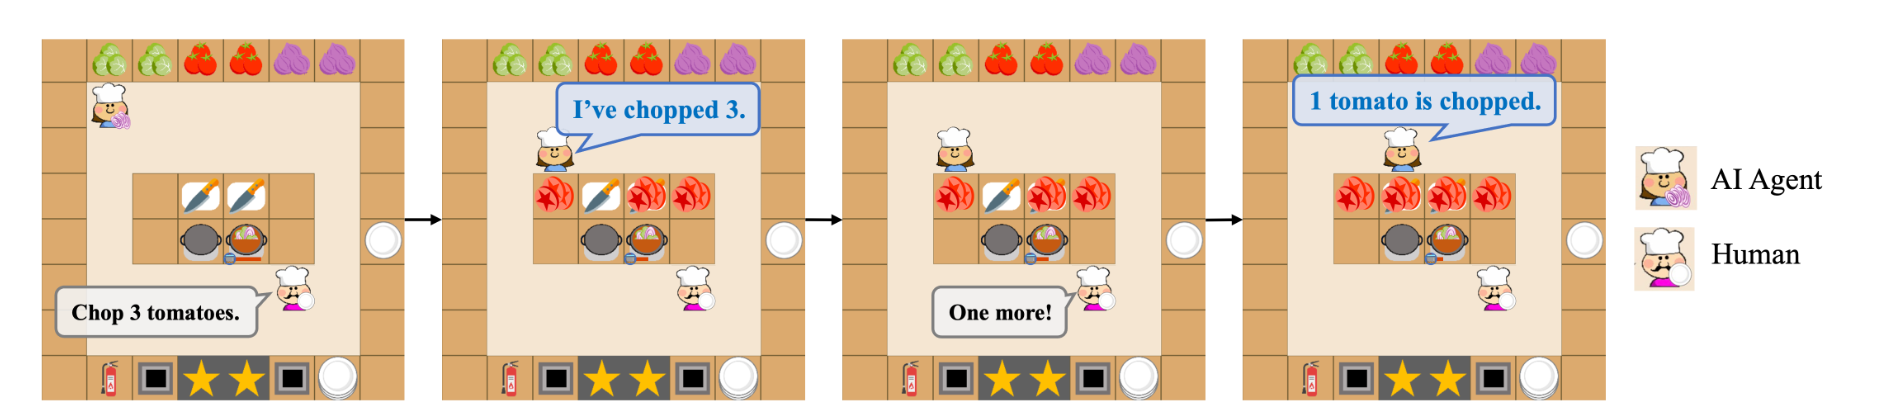 Chop 3 tomatoes.
I've chopped 3.
One more!
1 tomato is chopped.
AI Agent
Human